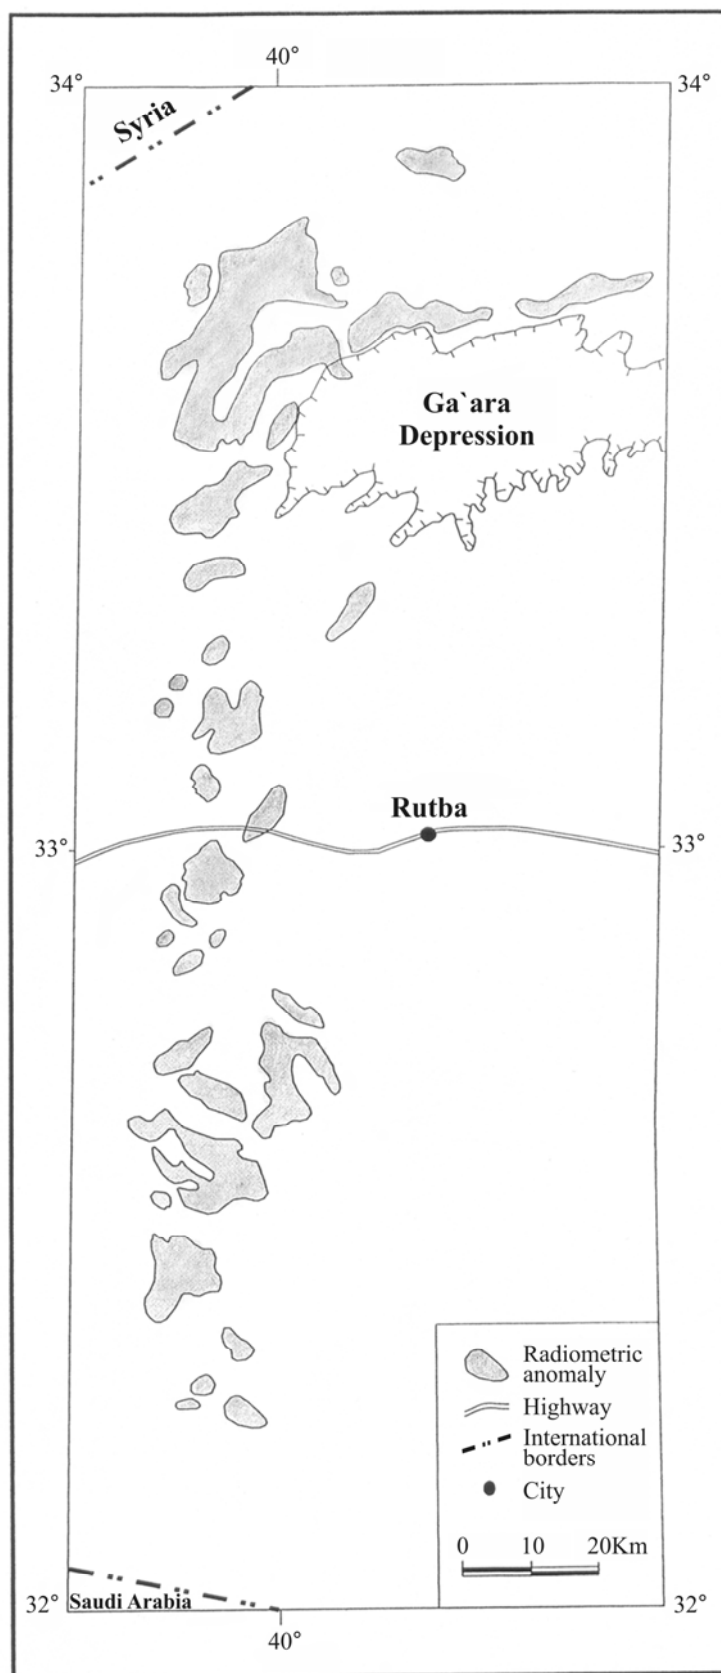 40°
34°
34°
Syria
Ga`ara
Depression
Rutba
33°
33°
Radiometric
anomaly
Highway
International
borders
City
0 10 20Km
Saudi Arabia
32°
32°
40°